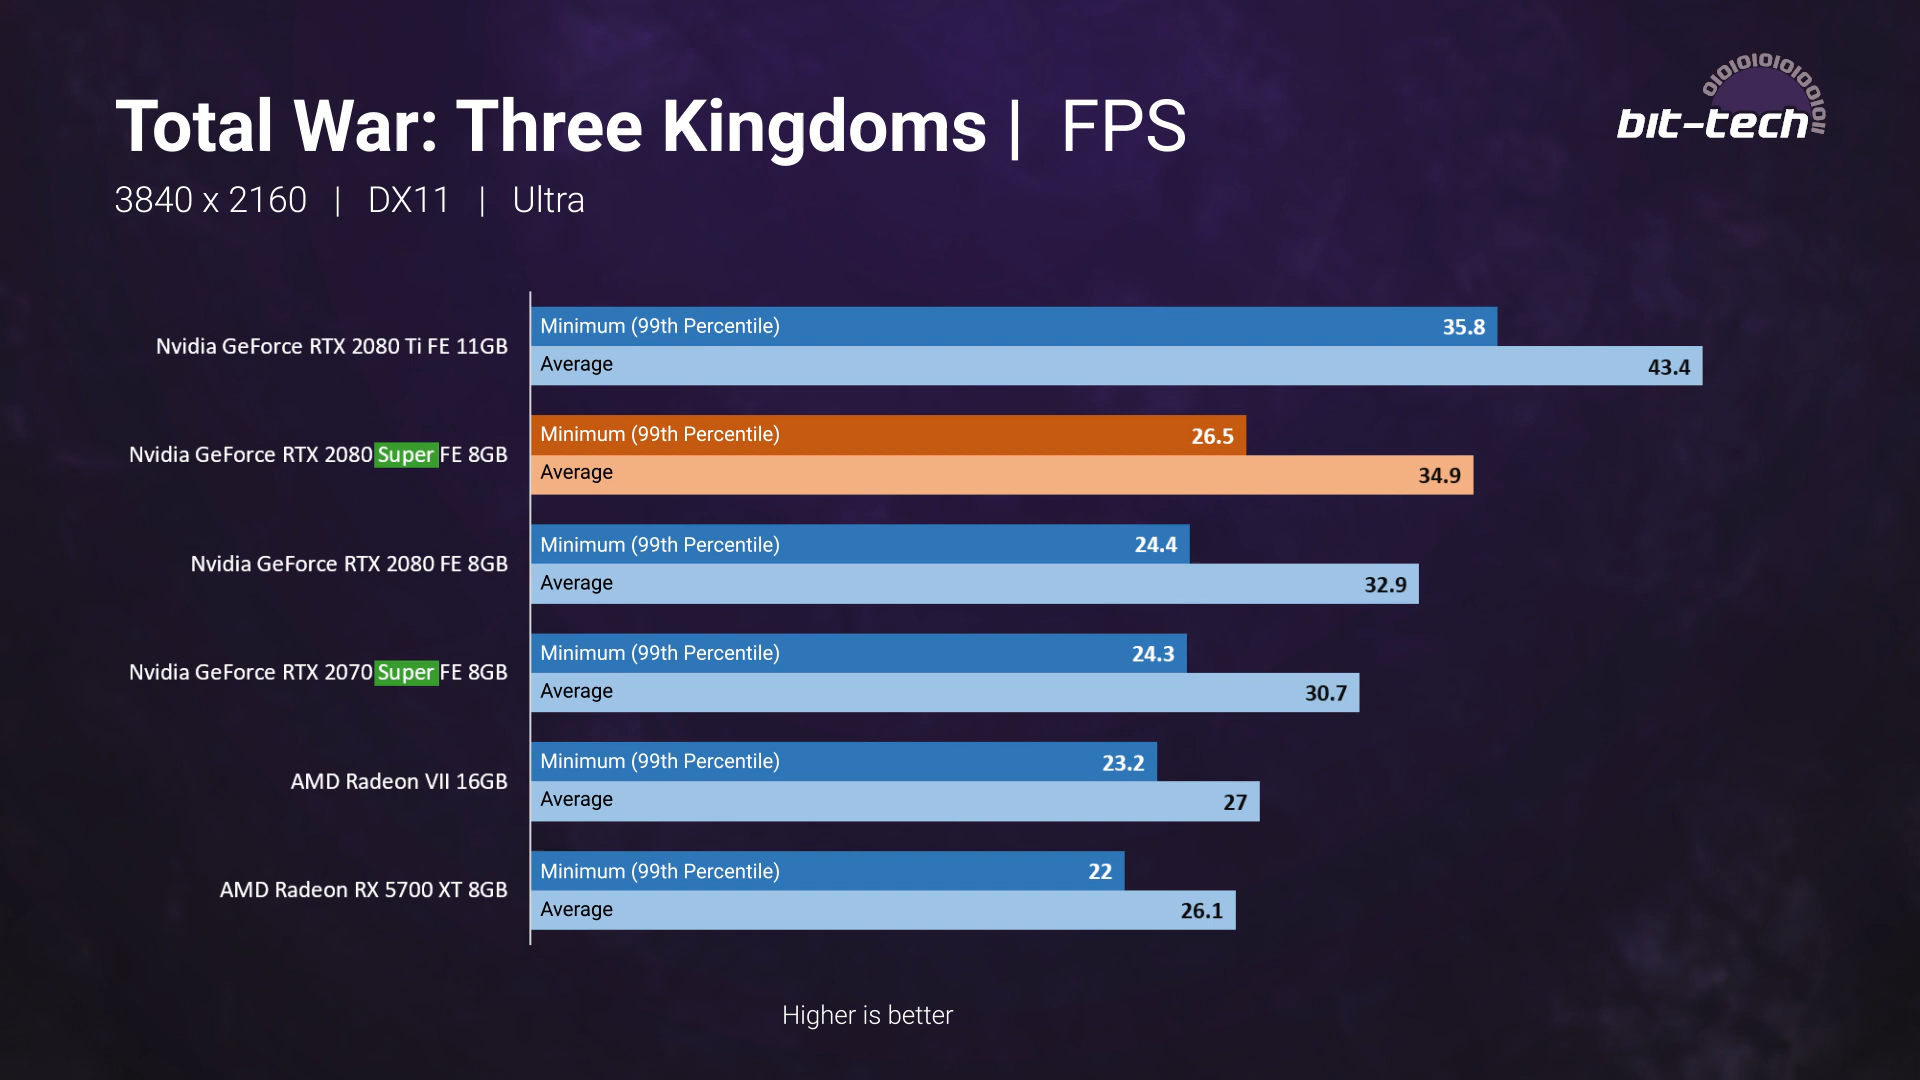 Total War: Three Kingdoms | FPS
3840 x 2160 | DX11 | Ultra
01010101010101011
bit-tech
Nvidia GeForce RTX 2080 Ti FE 11GB
Minimum (99th Percentile) 35.8
Average 43.4
Nvidia GeForce RTX 2080 Super FE 8GB
Minimum (99th Percentile) 26.5
Average 34.9
Nvidia GeForce RTX 2080 FE 8GB
Minimum (99th Percentile) 24.4
Average 32.9
Nvidia GeForce RTX 2070 Super FE 8GB
Minimum (99th Percentile) 24.3
Average 30.7
AMD Radeon VII 16GB
Minimum (99th Percentile) 23.2
Average 27
AMD Radeon RX 5700 XT 8GB
Minimum (99th Percentile) 22
Average 26.1
Higher is better